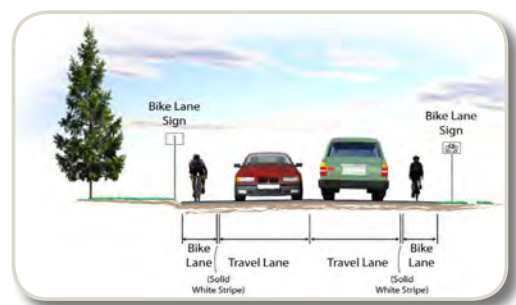 Bike Lane
Sign
Bike Lane
Sign
Bike
Lane
Travel Lane
Travel Lane
Bike
Lane
(Solid
White Stripe)
(Solid
White Stripe)